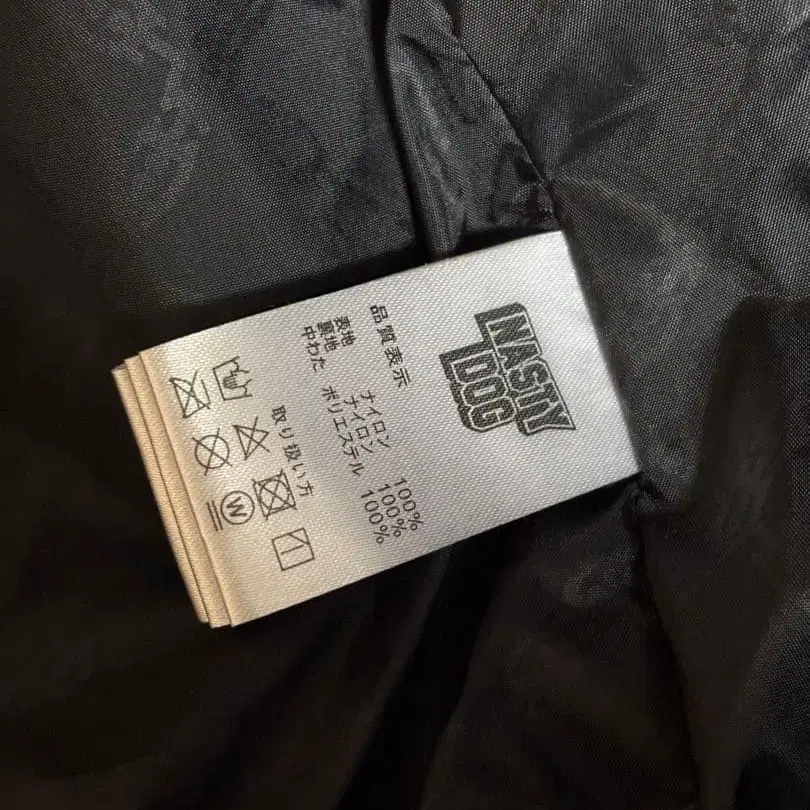 NASTY
DOG
品質表示
表地 ナイロン 100%
裏地 ナイロン 100%
中わた ポリエステル 100%
取り扱い方
W